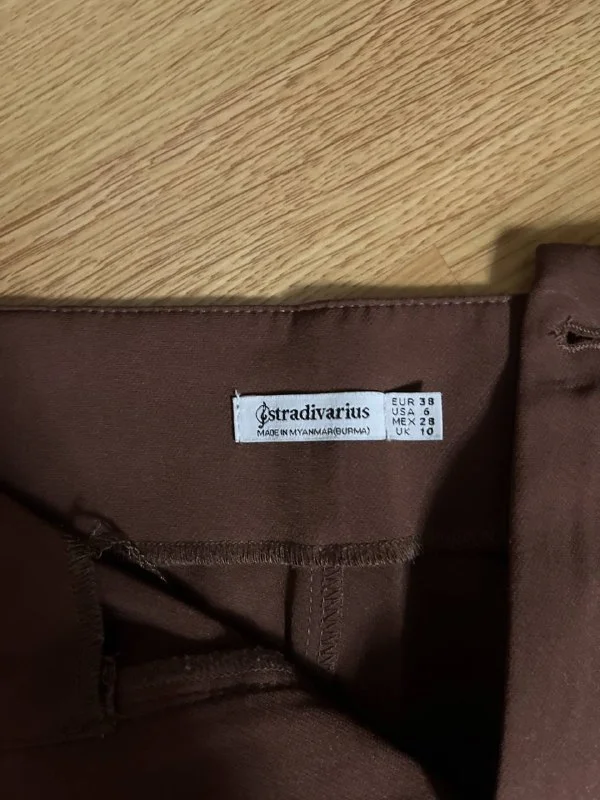 stradivarius
MADE IN MYANMAR(BURMA)
EUR 38
USA 6
MEX 28
UK 10